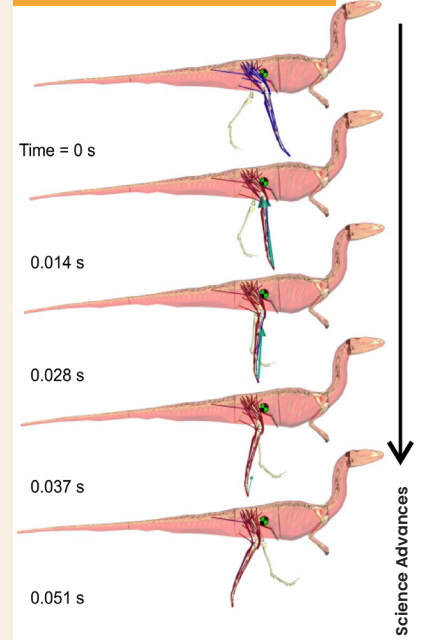 Time = 0 s
0.014 s
0.028 s
0.037 s
0.051 s
Science Advances